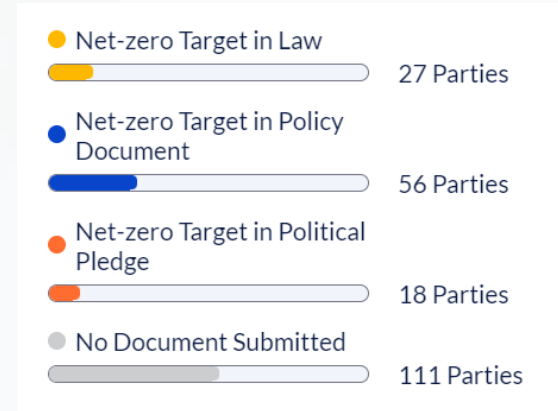 Net-zero Target in Law
27 Parties
Net-zero Target in Policy
Document
56 Parties
Net-zero Target in Political
Pledge
18 Parties
No Document Submitted
111 Parties